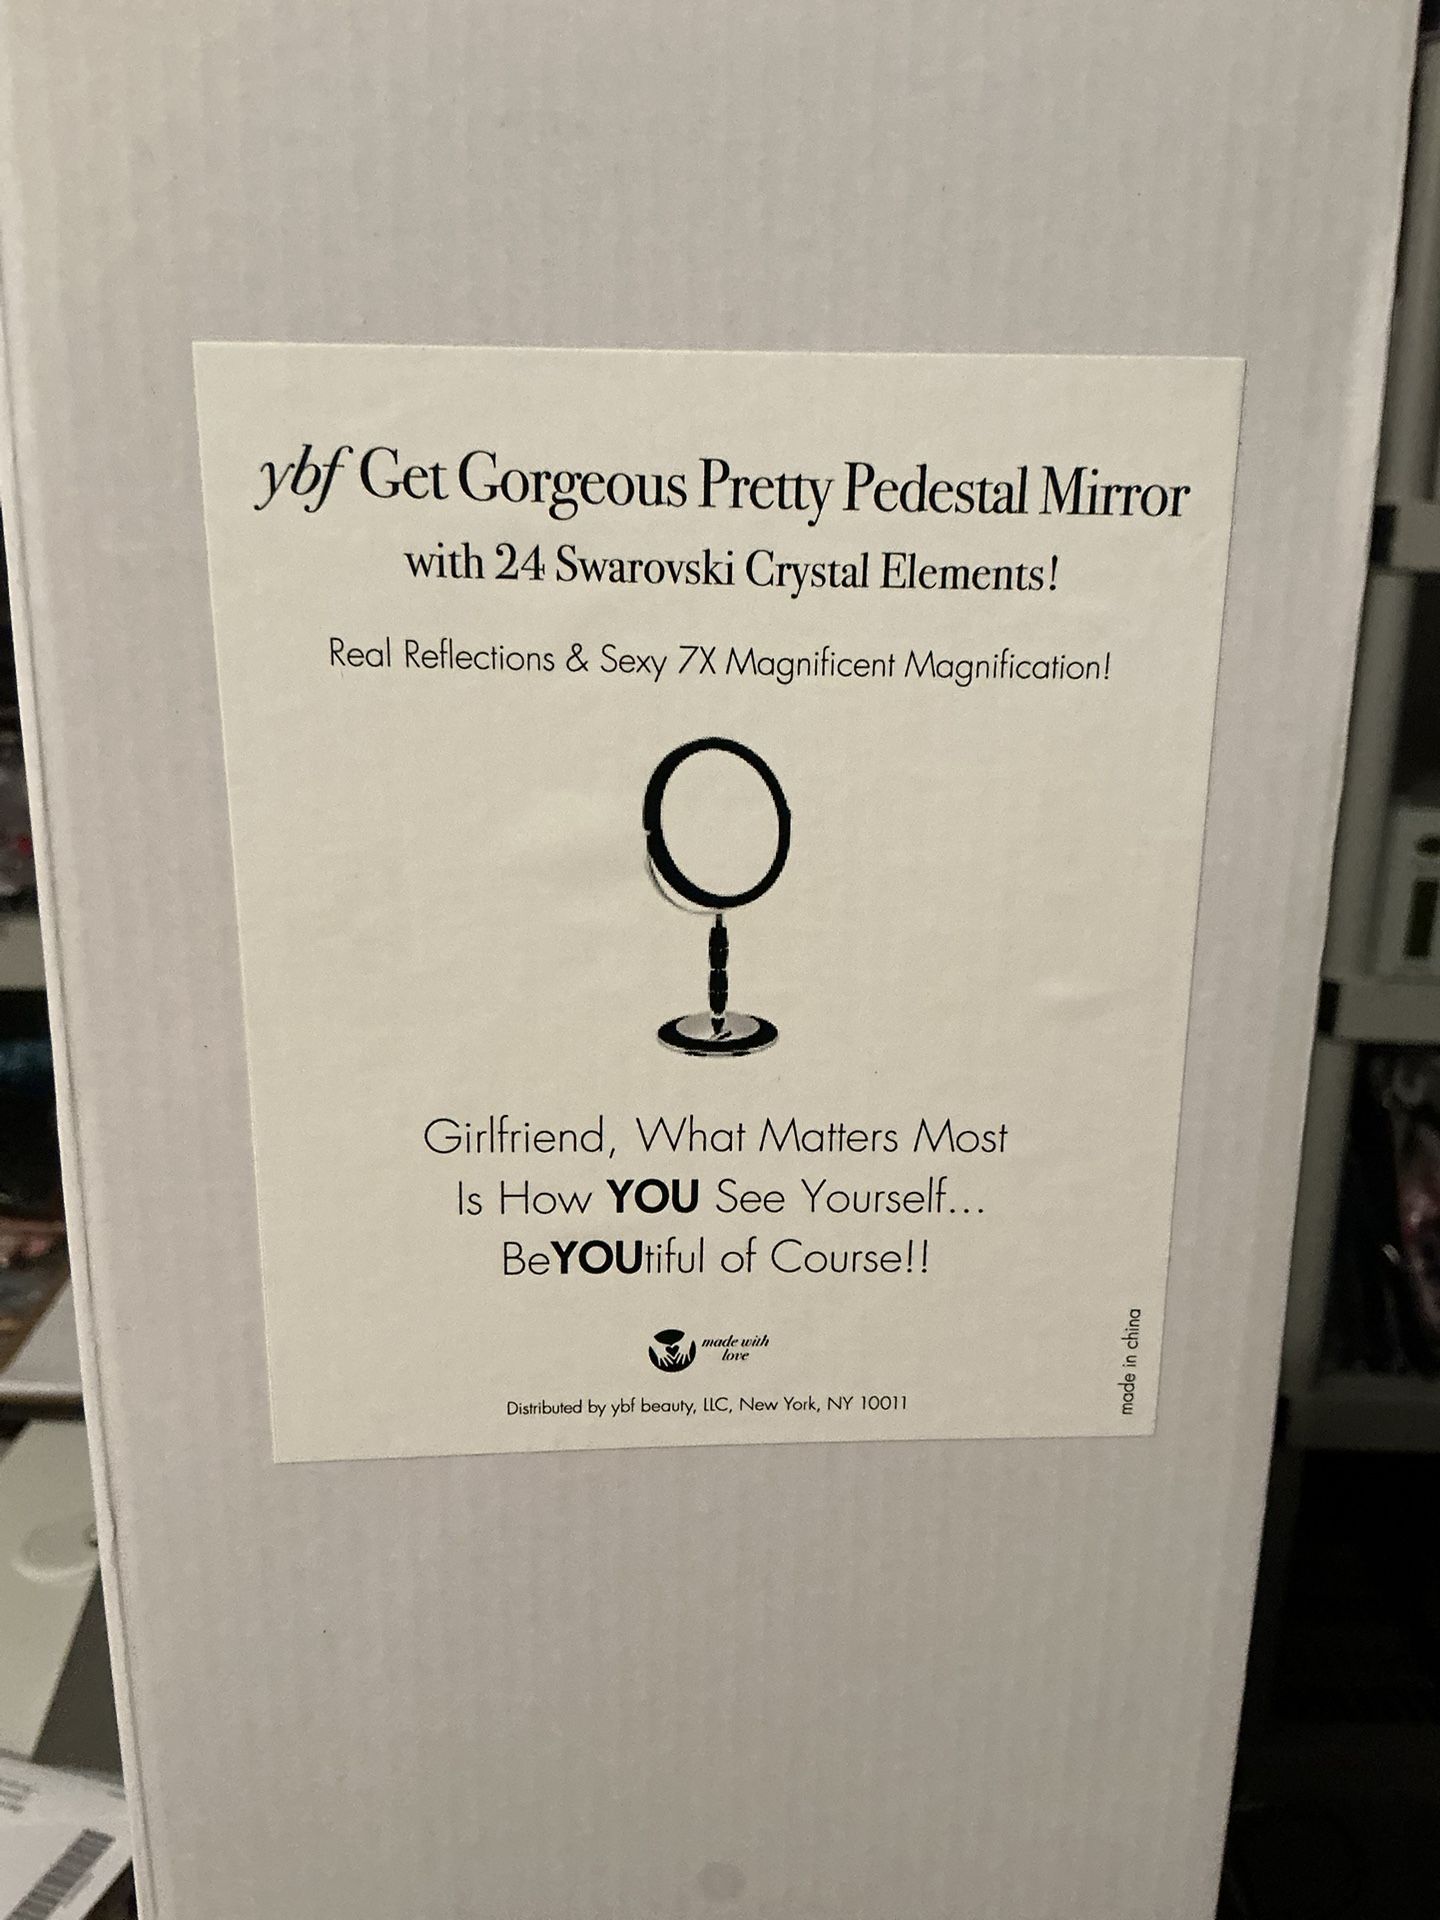 ybf Get Gorgeous Pretty Pedestal Mirror
with 24 Swarovski Crystal Elements!
Real Reflections & Sexy 7X Magnificent Magnification!
Girlfriend, What Matters Most
Is How YOU See Yourself...
BeYOUtiful of Course!!
made with
love
Distributed by ybf beauty, LLC, New York, NY 10011
made in china